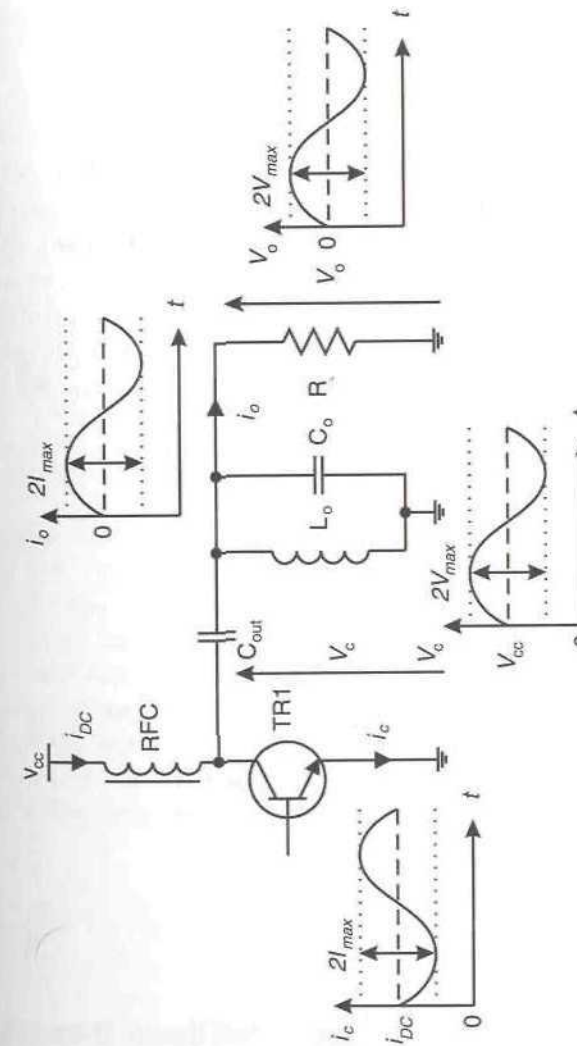 i_o
2I_max
0
t
V_o
2V_max
0
t
V_o
V_cc
i_DC
RFC
C_out
TR1
i_c
V_c
L_o
C_o
R
i_o
i_c
2I_max
i_DC
0
t
V_c
2V_max
V_cc